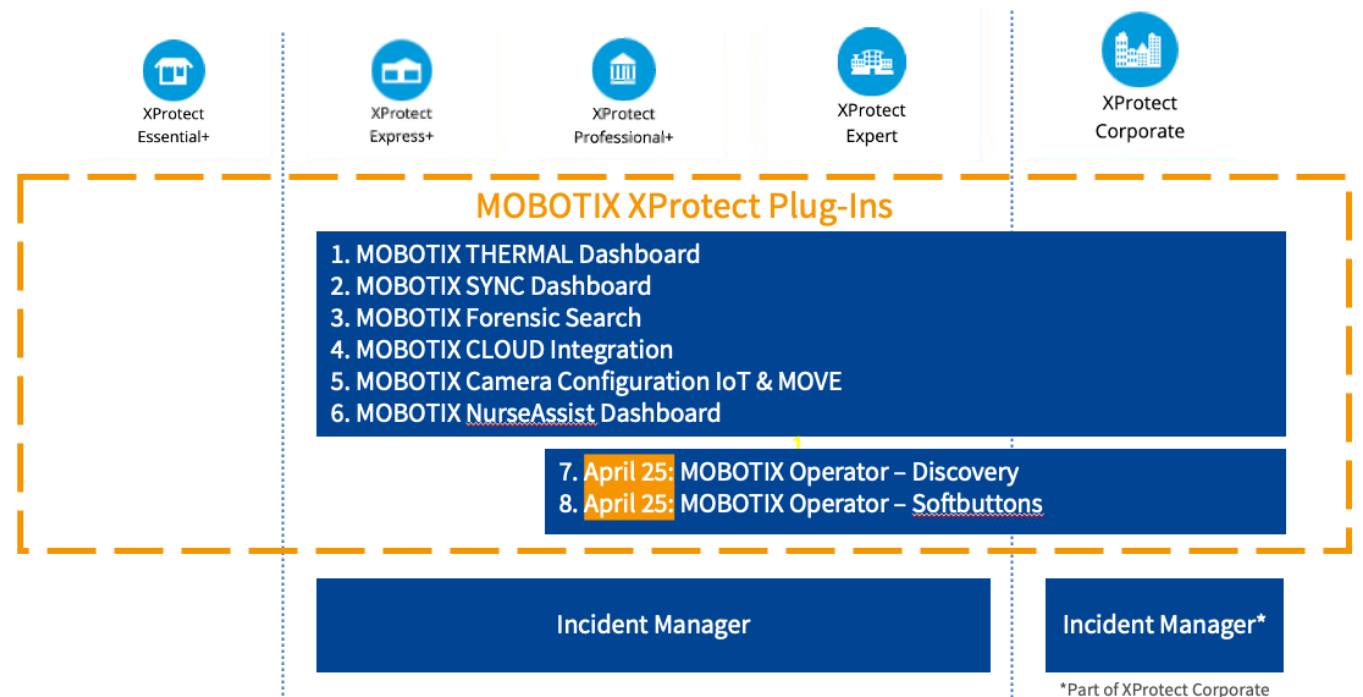 XProtect
Essential+
XProtect
Express+
XProtect
Professional+
XProtect
Expert
XProtect
Corporate
MOBOTIX XProtect Plug-Ins
1. MOBOTIX THERMAL Dashboard
2. MOBOTIX SYNC Dashboard
3. MOBOTIX Forensic Search
4. MOBOTIX CLOUD Integration
5. MOBOTIX Camera Configuration IoT & MOVE
6. MOBOTIX NurseAssist Dashboard
1
7. April 25: MOBOTIX Operator – Discovery
8. April 25: MOBOTIX Operator – Softbuttons
Incident Manager
Incident Manager*
*Part of XProtect Corporate